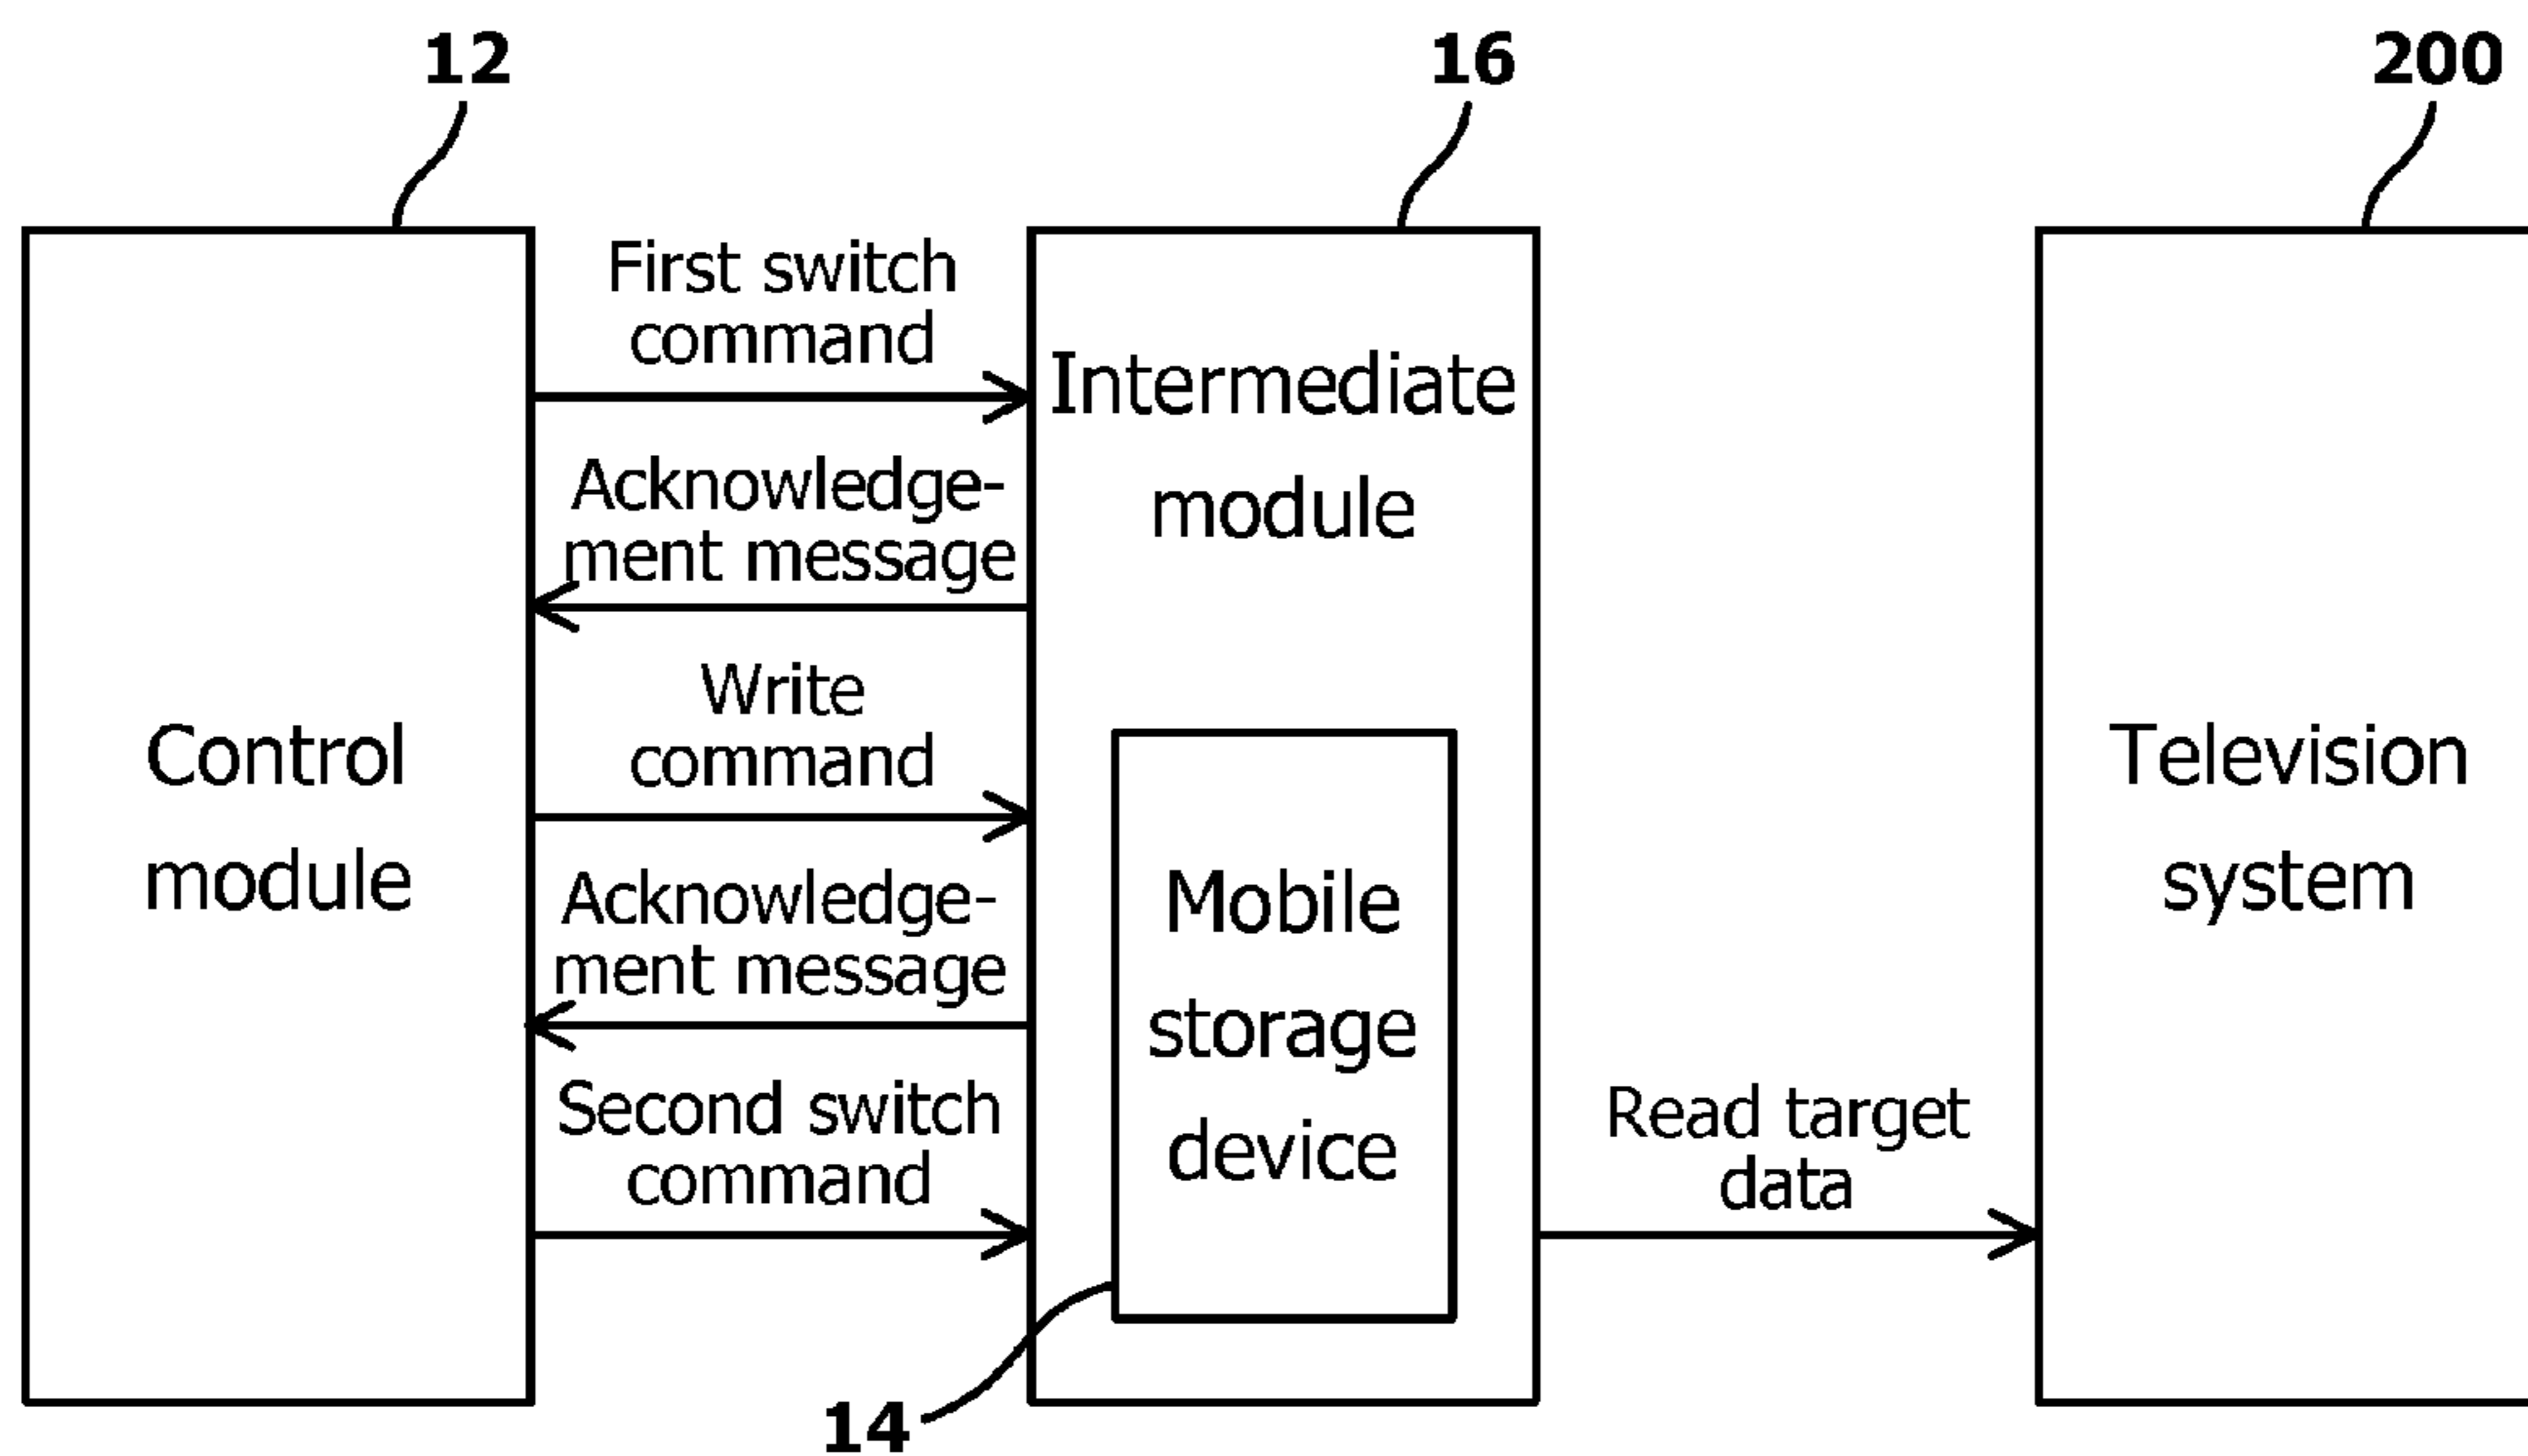 12
16
200
First switch
command
Acknowledge-
ment message
Write
command
Acknowledge-
ment message
Second switch
command
Control
module
Intermediate
module
Mobile
storage
device
14
Read target
data
Television
system